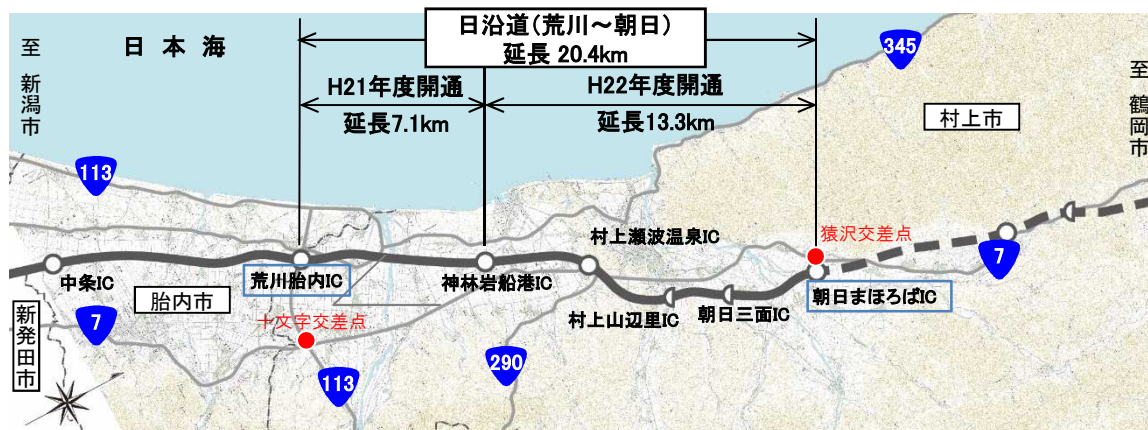 日沿道（荒川～朝日）
延長 20.4km
H21年度開通
延長7.1km
H22年度開通
延長13.3km
至 新潟市
日本海
345
至 鶴岡市
村上市
113
村上瀬波温泉IC
猿沢交差点
7
中条IC
荒川胎内IC
神林岩船港IC
朝日まほろばIC
胎内市
村上山辺里IC
朝日三面IC
新発田市
7
十文字交差点
290
113